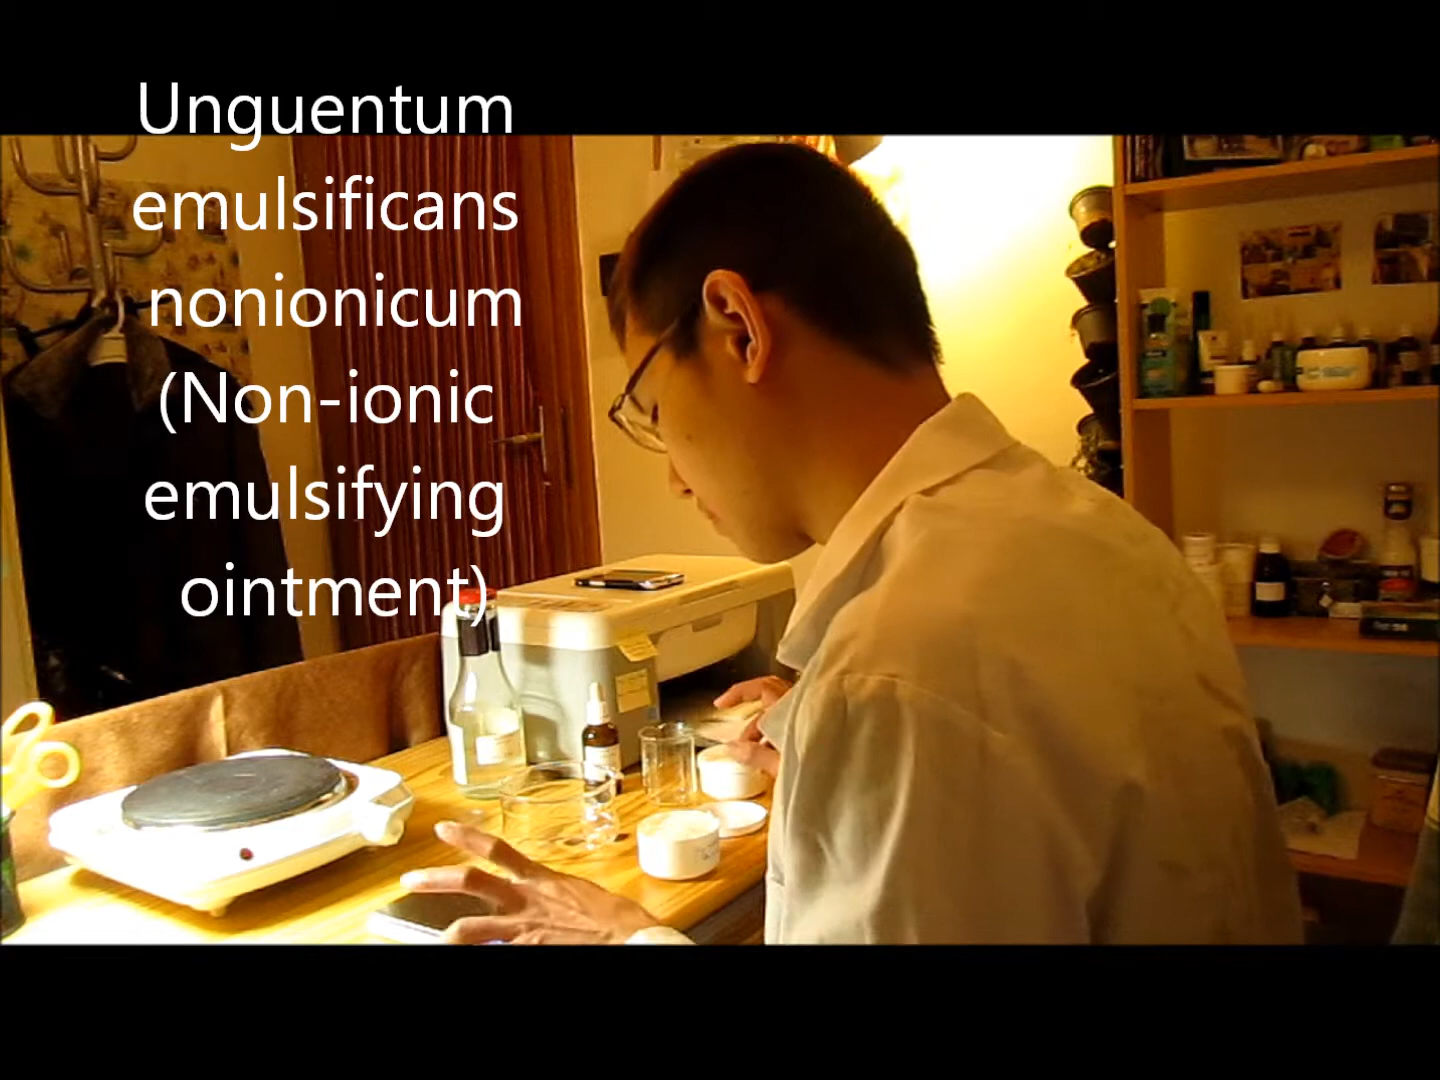 Unguentum
emulsificans
nonionicum
(Non-ionic
emulsifying
ointment)